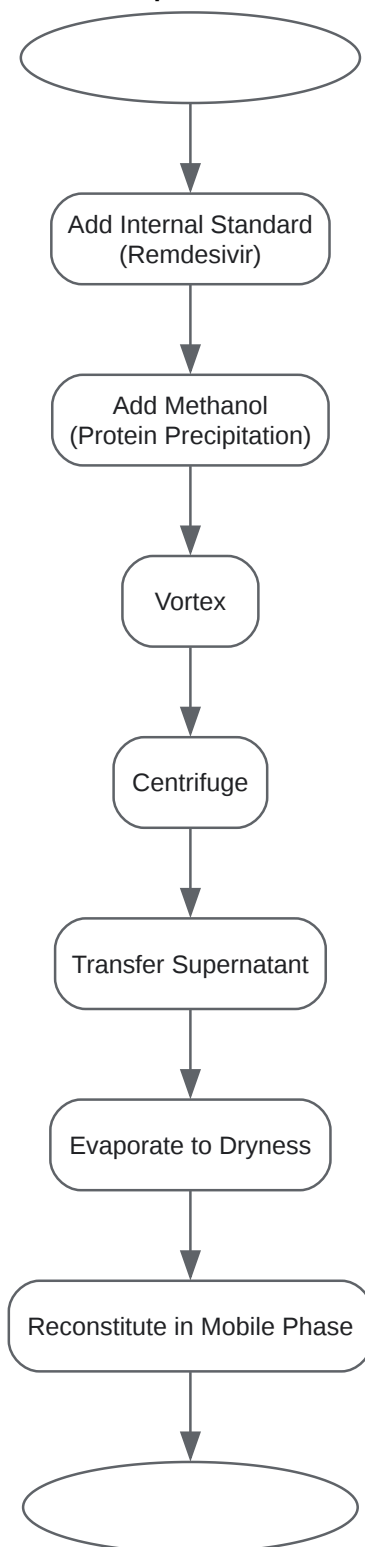 Add Internal Standard
(Remdesivir)
Add Methanol
(Protein Precipitation)
Vortex
Centrifuge
Transfer Supernatant
Evaporate to Dryness
Reconstitute in Mobile Phase